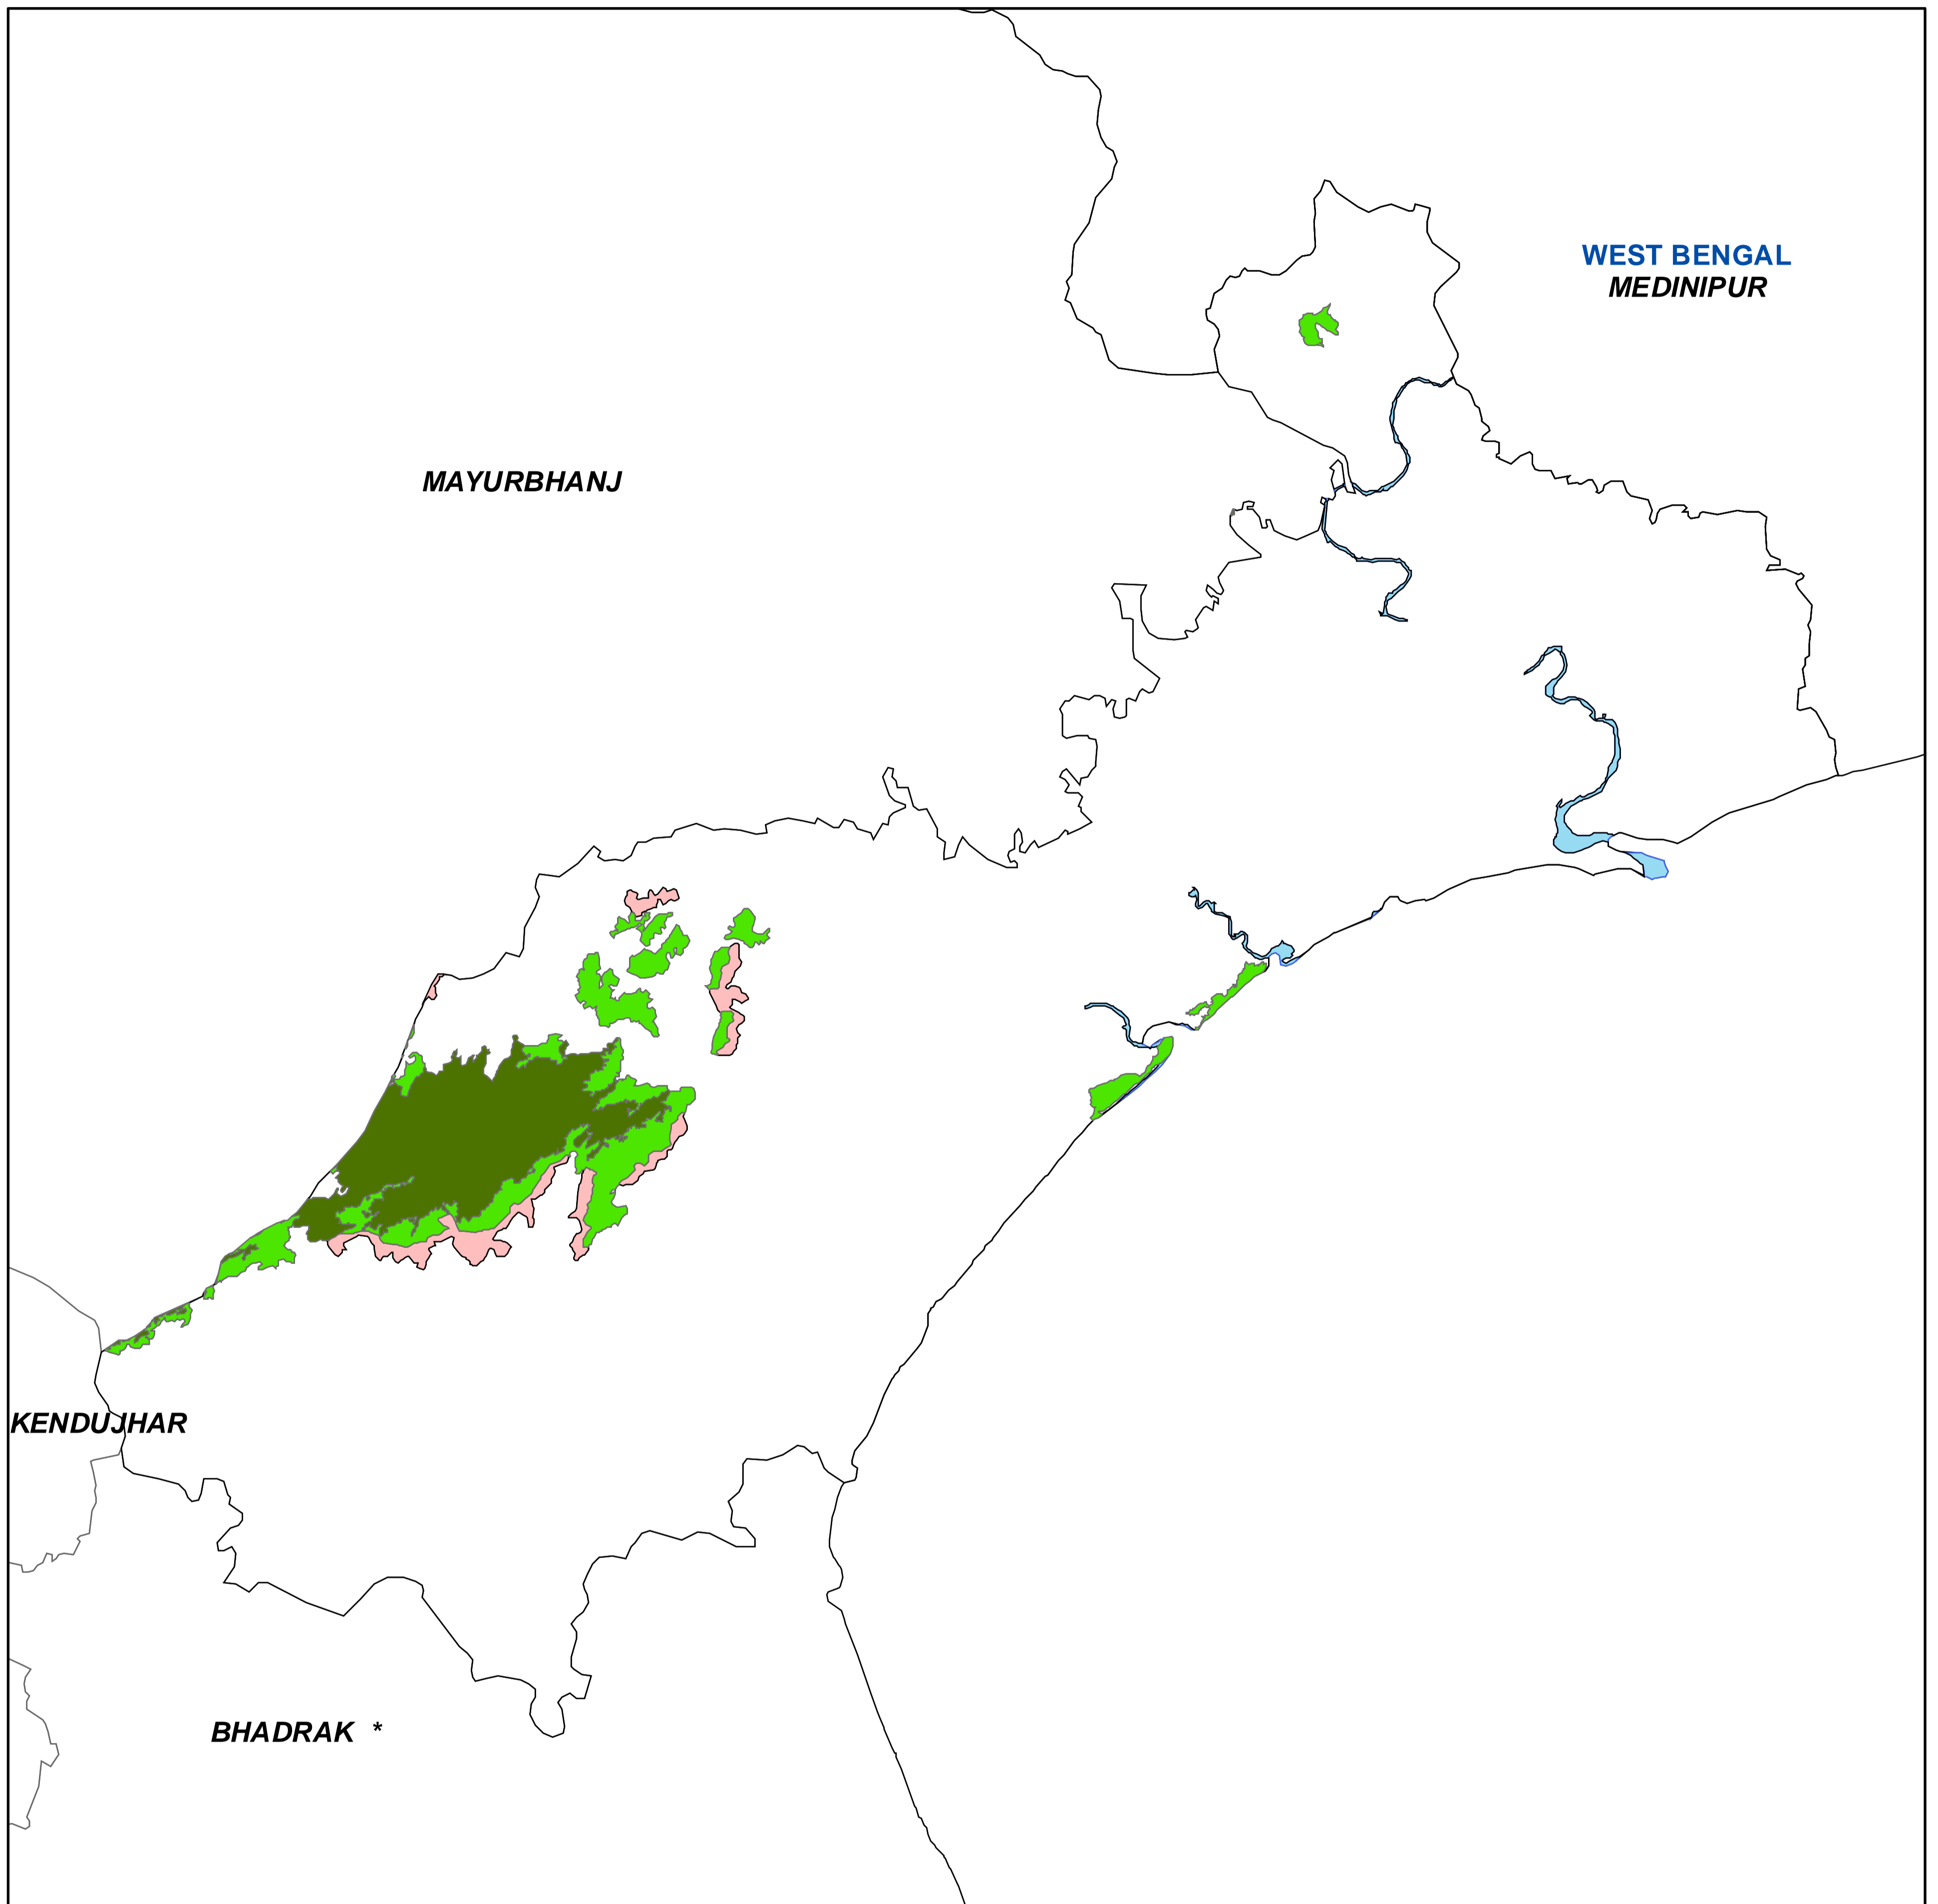 WEST BENGAL
MEDINIPUR
MAYURBHANJ
KENDUJHAR
BHADRAK *